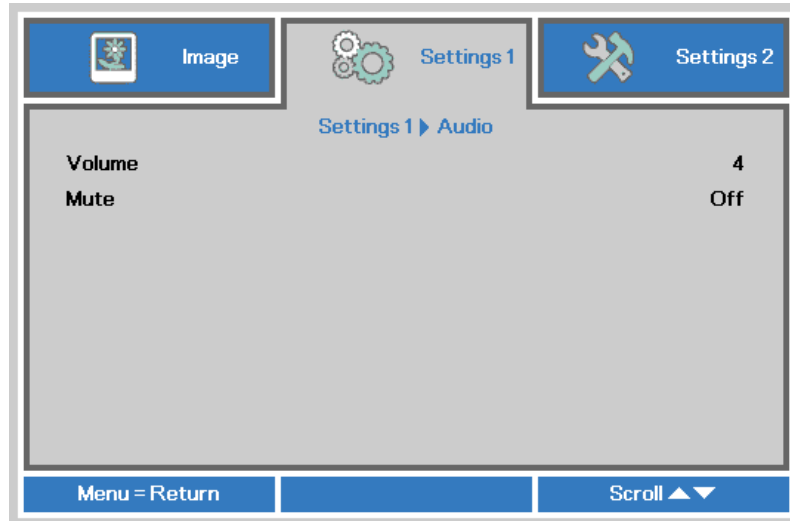 Image Settings 1 Settings 2
Settings 1 ▶ Audio
Volume 4
Mute Off
Menu = Return Scroll ▲▼